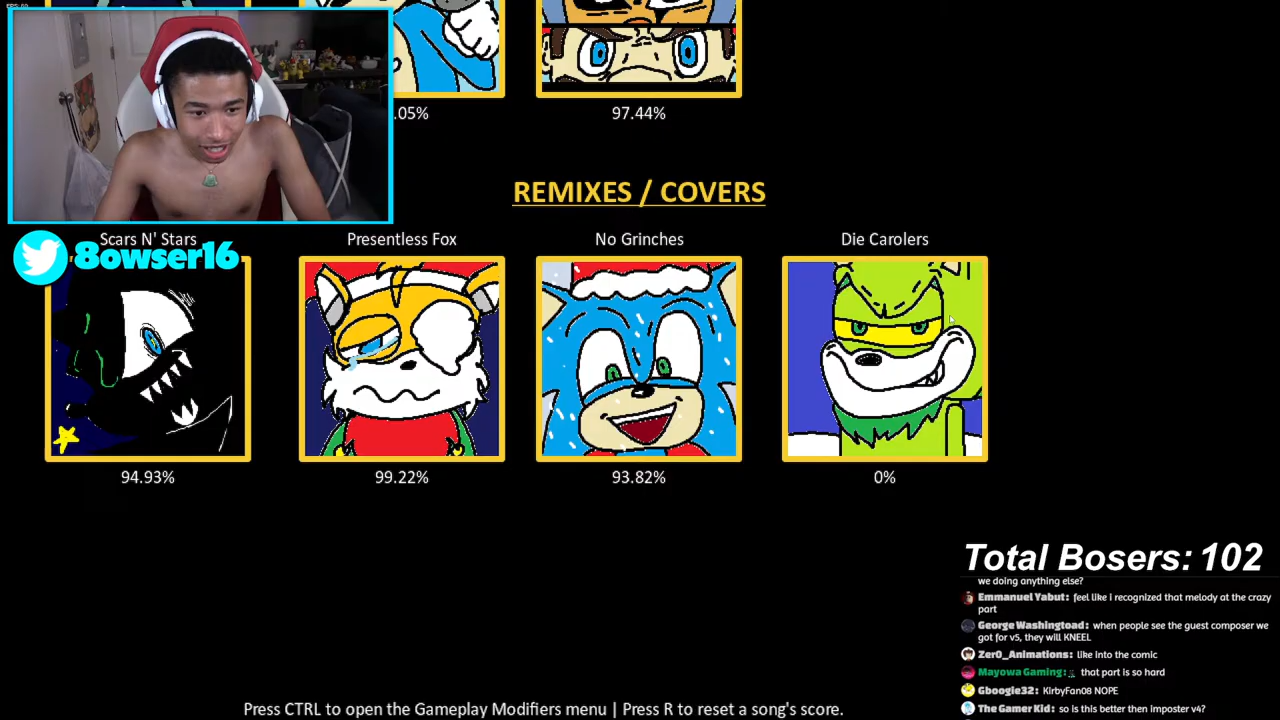 .05%
97.44%
REMIXES / COVERS
Scars N' Stars
Presentless Fox
No Grinches
Die Carolers
8owser16
94.93%
99.22%
93.82%
0%
Total Bosers: 102
we doing anything else?
Emmanuel Yabut: feel like i recognized that melody at the crazy
part
George Washingtoad: when people see the guest composer we
got for v5, they will KNEEL
Zer0_Animations: like into the comic
Mayowa Gaming: that part is so hard
Gboogie32: KirbyFan08 NOPE
The Gamer Kid: so is this better then imposter v4?
Press CTRL to open the Gameplay Modifiers menu | Press R to reset a song's score.